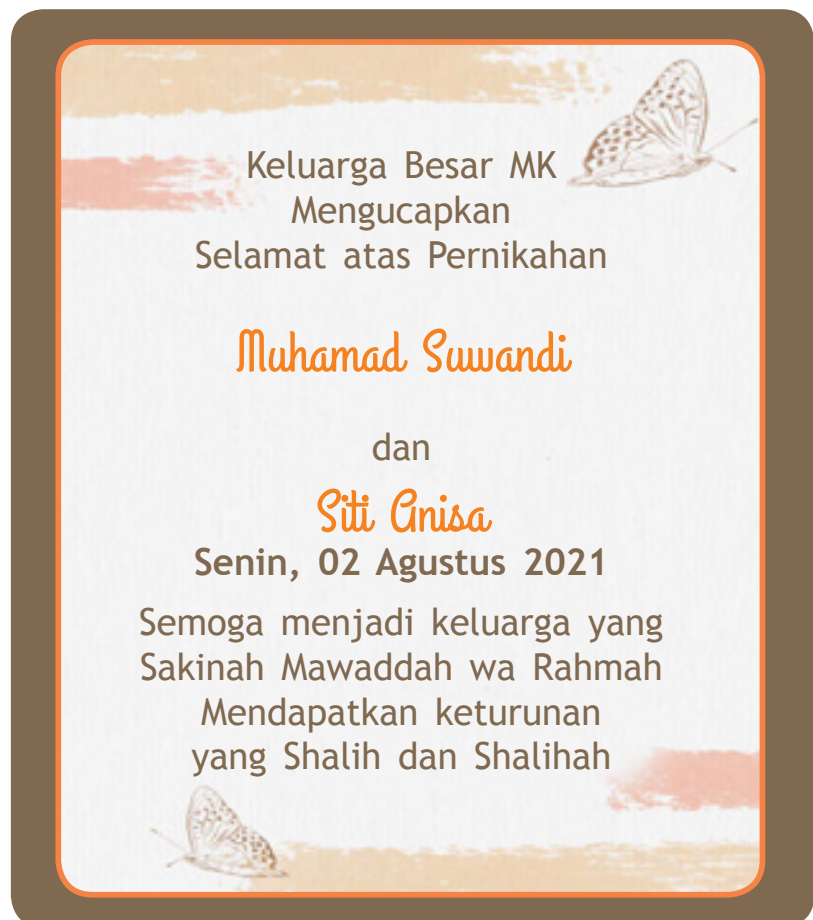 Keluarga Besar MK
Mengucapkan
Selamat atas Pernikahan
Muhamad Suwandi
dan
Siti Anisa
Senin, 02 Agustus 2021
Semoga menjadi keluarga yang
Sakinah Mawaddah wa Rahmah
Mendapatkan keturunan
yang Shalih dan Shalihah